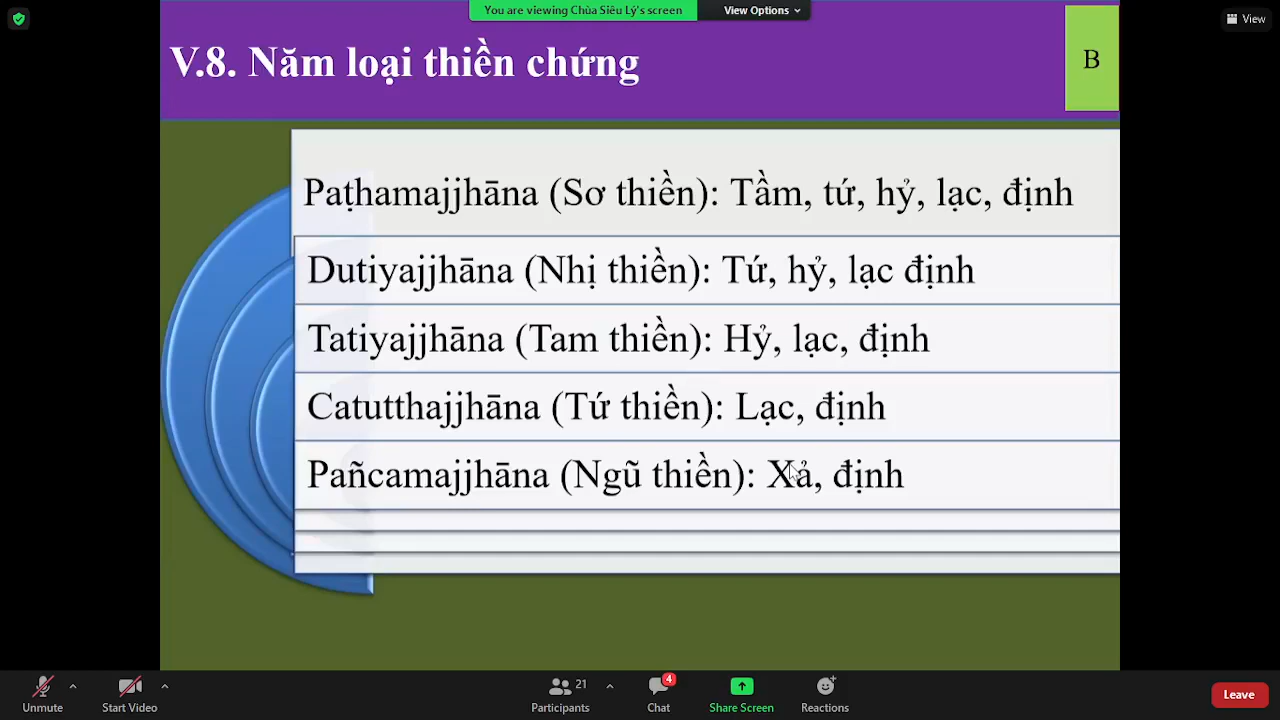 You are viewing Chùa Siêu Lý's screen
View Options
View
V.8. Năm loại thiền chứng
B
Paṭhamajjhāna (Sơ thiền): Tầm, tứ, hỷ, lạc, định
Dutiyajjhāna (Nhị thiền): Tứ, hỷ, lạc định
Tatiyajjhāna (Tam thiền): Hỷ, lạc, định
Catutthajjhāna (Tứ thiền): Lạc, định
Pañcamajjhāna (Ngũ thiền): Xả, định
21
4
Unmute
Start Video
Participants
Chat
Share Screen
Reactions
Leave